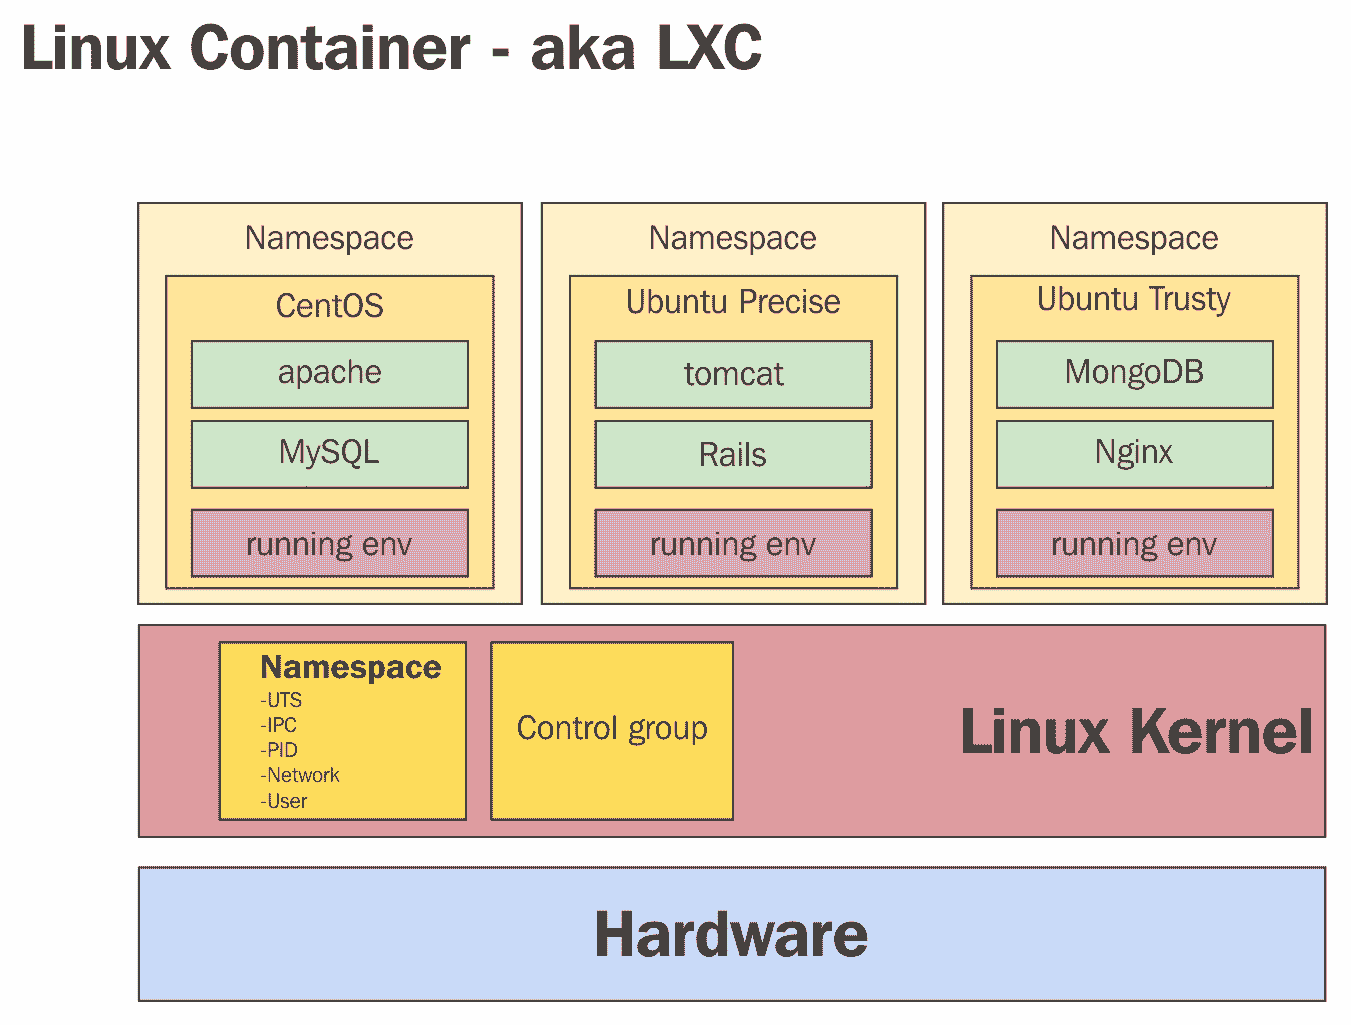 Linux Container - aka LXC
Namespace
CentOS
apache
MySQL
running env
Namespace
Ubuntu Precise
tomcat
Rails
running env
Namespace
Ubuntu Trusty
MongoDB
Nginx
running env
Namespace
-UTS
-IPC
-PID
-Network
-User
Control group
Linux Kernel
Hardware